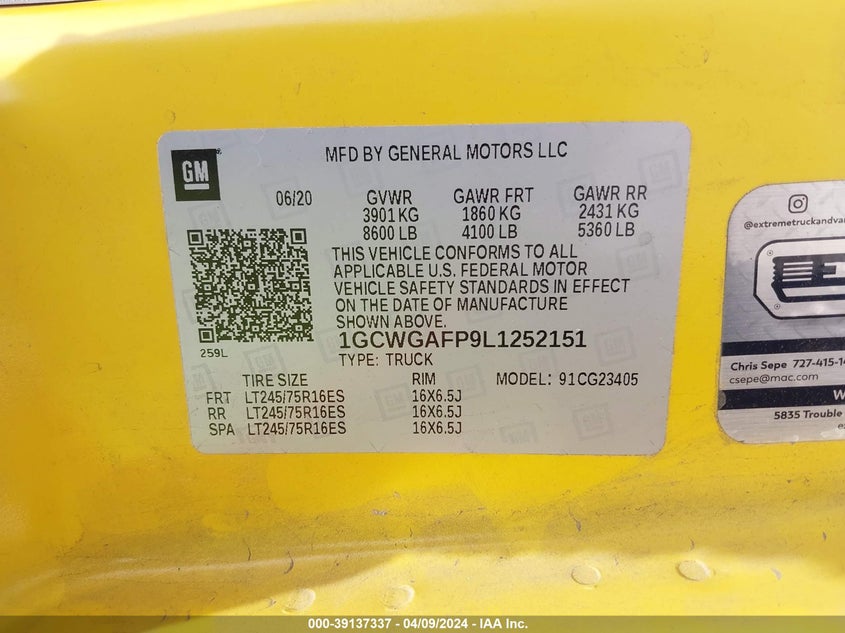 GM
MFD BY GENERAL MOTORS LLC
06/20 GVWR GAWR FRT GAWR RR
3901 KG 1860 KG 2431 KG
8600 LB 4100 LB 5360 LB
THIS VEHICLE CONFORMS TO ALL
APPLICABLE U.S. FEDERAL MOTOR
VEHICLE SAFETY STANDARDS IN EFFECT
ON THE DATE OF MANUFACTURE
SHOWN ABOVE.
259L
1GCWGAFP9L1252151
TYPE: TRUCK
TIRE SIZE RIM MODEL: 91CG23405
FRT LT245/75R16ES 16X6.5J
RR LT245/75R16ES 16X6.5J
SPA LT245/75R16ES 16X6.5J
@extremetruckandva
Chris Sepe 727-415-1
csepe@mac.com
W
5835 Trouble
000-39137337 / 04/09/2024 - IAA Inc.